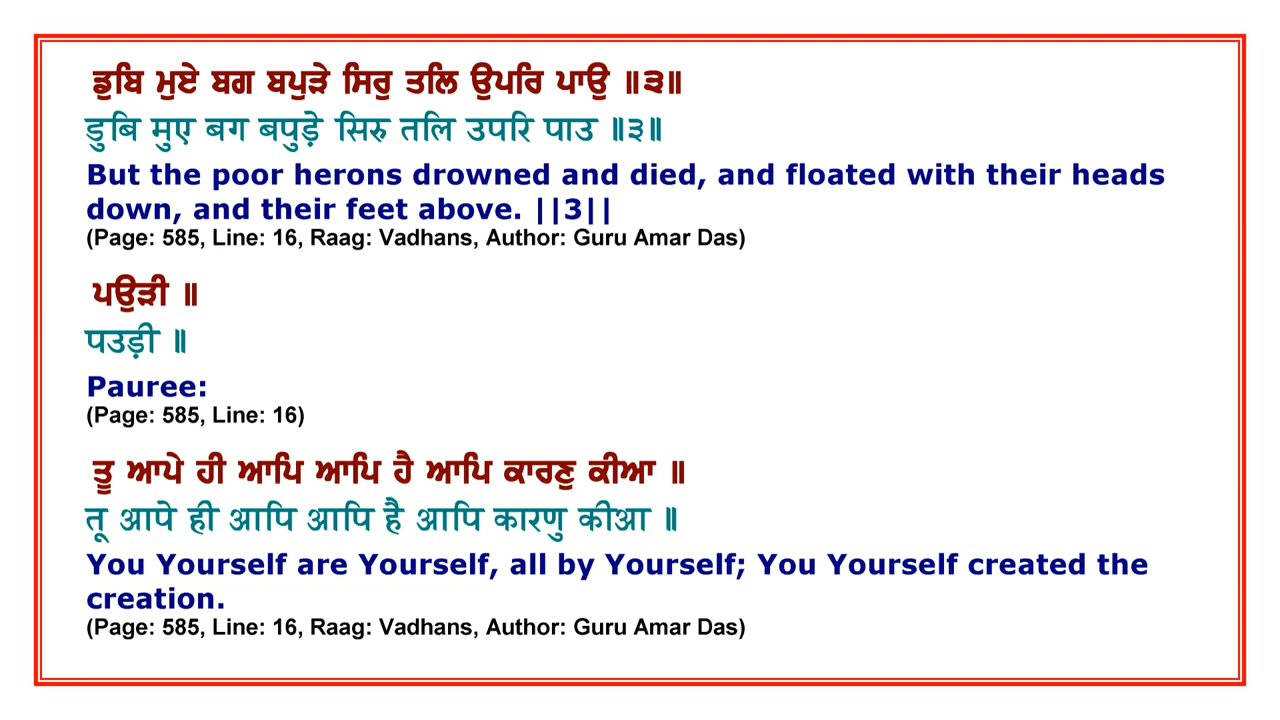 ਡੁਬਿ ਮੁਏ ਬਗ ਬਪੁੜੇ ਸਿਰੁ ਤਲਿ ਉਪਰਿ ਪਾਉ ॥੩॥
डुबि मुए बग बपुड़े सिरु तलि उपरि पाउ ॥३॥
But the poor herons drowned and died, and floated with their heads
down, and their feet above. ||3||
(Page: 585, Line: 16, Raag: Vadhans, Author: Guru Amar Das)
ਪਉੜੀ ॥
पउड़ी ॥
Pauree:
(Page: 585, Line: 16)
ਤੂ ਆਪੇ ਹੀ ਆਪਿ ਆਪਿ ਹੈ ਆਪਿ ਕਾਰਣੁ ਕੀਆ ॥
तू आपे ही आपि आपि है आपि कारणु कीआ ॥
You Yourself are Yourself, all by Yourself; You Yourself created the
creation.
(Page: 585, Line: 16, Raag: Vadhans, Author: Guru Amar Das)